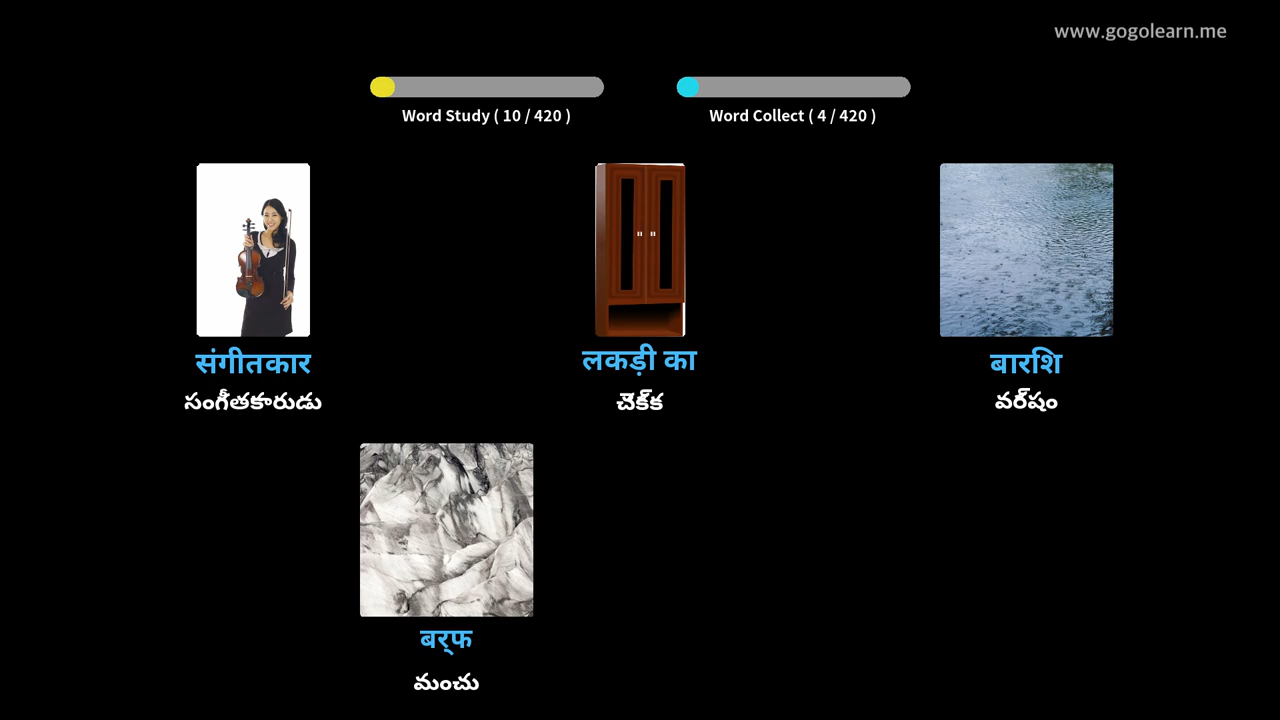 www.gogolearn.me
Word Study ( 10 / 420 )
Word Collect ( 4 / 420 )
संगीतकार
సంగీతకారుడు
लकड़ी का
చెక్క
बारिश
వర్షం
बर्फ
మంచు